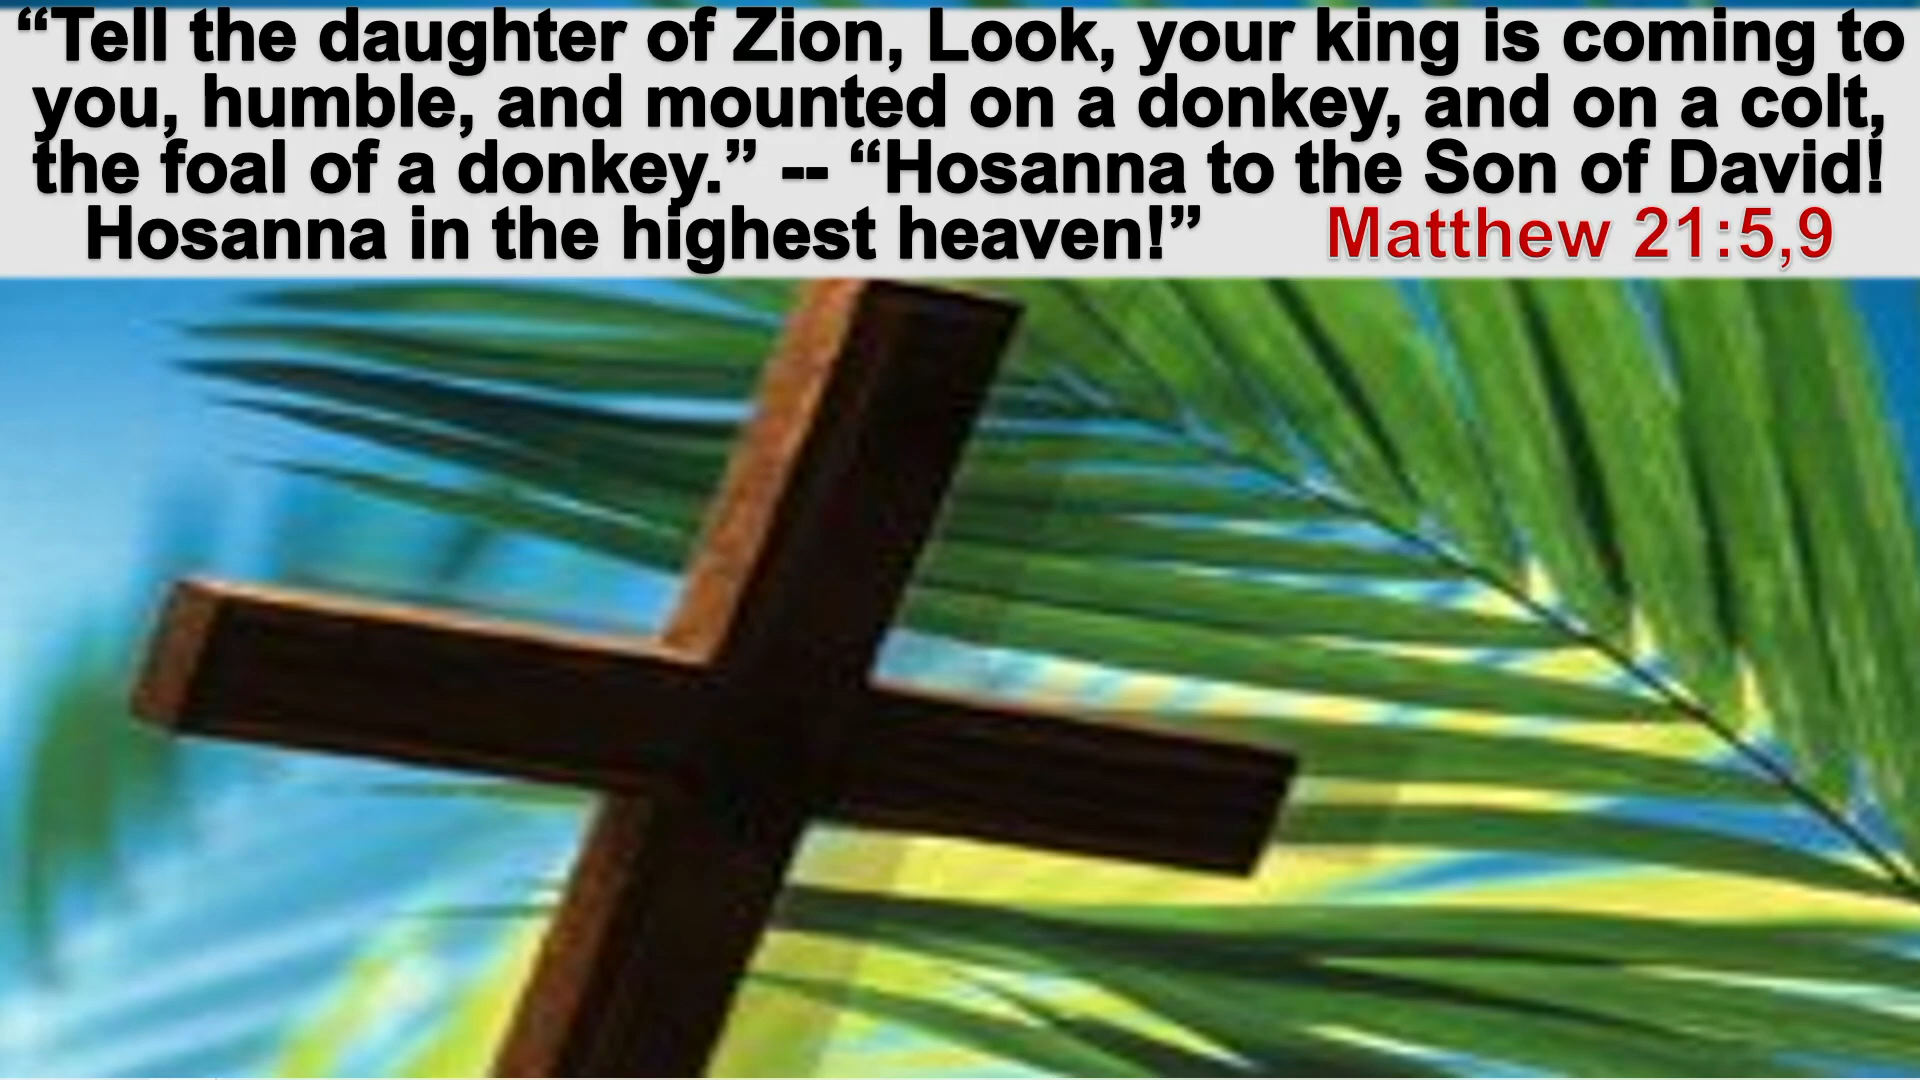 “Tell the daughter of Zion, Look, your king is coming to
you, humble, and mounted on a donkey, and on a colt,
the foal of a donkey.” -- “Hosanna to the Son of David!
Hosanna in the highest heaven!” Matthew 21:5,9